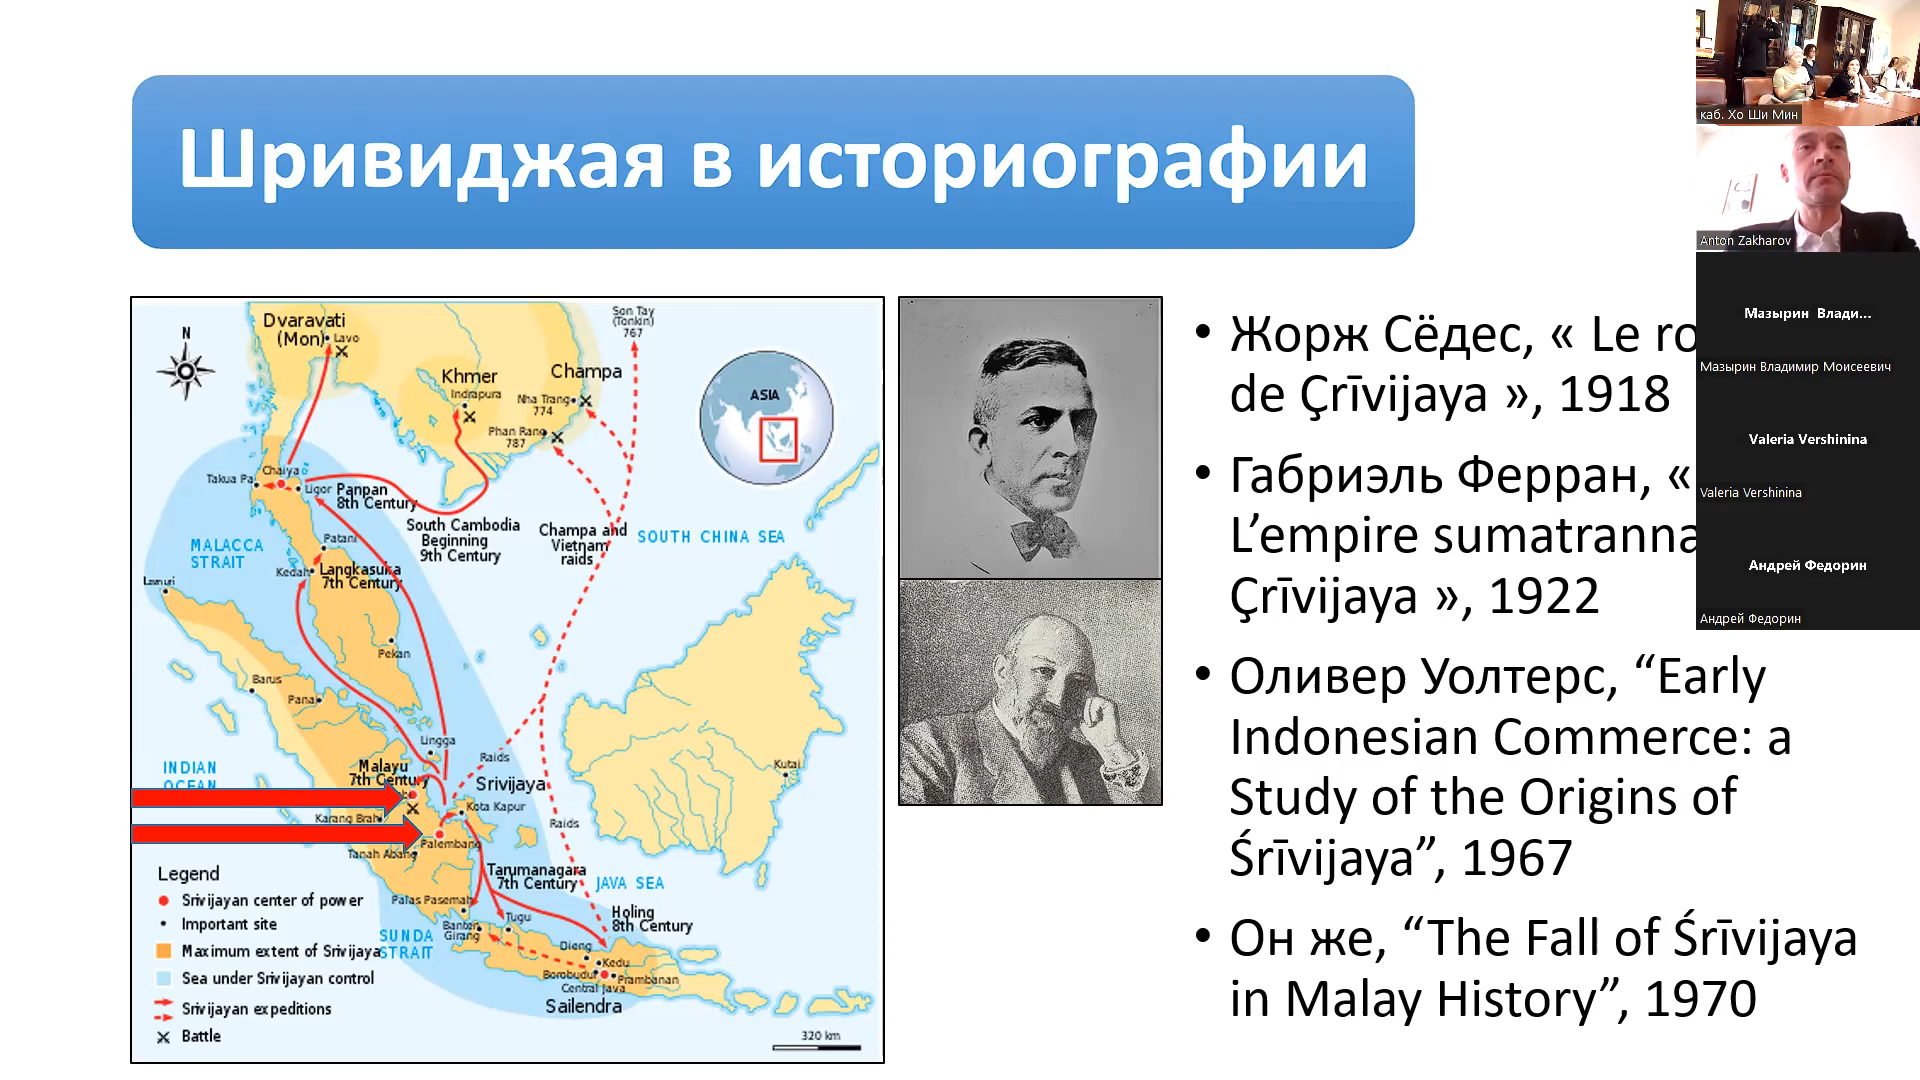 Шривиджая в историографии
• Жорж Сёдес, « Le ro
de Çrīvijaya », 1918
• Габриэль Ферран, «
L’empire sumatranna
Çrīvijaya », 1922
• Оливер Уолтерс, “Early
Indonesian Commerce: a
Study of the Origins of
Śrīvijaya”, 1967
• Он же, “The Fall of Śrīvijaya
in Malay History”, 1970
N
Dvaravati
(Mon)
Lavo
Khmer
Indrapura
Champa
Nha Trang
774
Phan Rang
787
Son Tay
(Tonkin)
767
ASIA
Chaiya
Takua Pa
Ligor
Panpan
8th Century
South Cambodia
Beginning
9th Century
Champa and
Vietnam
raids
SOUTH CHINA SEA
MALACCA
STRAIT
Patani
Kedah
Langkasuka
7th Century
Lamuri
Pekan
Barus
Panai
Lingga
Raids
Malayu
7th Century
Srivijaya
Kota Kapur
INDIAN
OCEAN
Karang Brahi
Palembang
Tanah Abang
Raids
Kutai
Tarumanagara
7th Century
JAVA SEA
Palas Pasemah
Tugu
Banten
Girang
Holing
8th Century
SUNDA
STRAIT
Dieng
Kedu
Borobudur
Prambanan
Central Java
Sailendra
Legend
Srivijayan center of power
Important site
Maximum extent of Srivijaya
Sea under Srivijayan control
Srivijayan expeditions
Battle
320 km
каб. Хо Ши Мин
Anton Zakharov
Мазырин Влади...
Мазырин Владимир Моисеевич
Valeria Vershinina
Valeria Vershinina
Андрей Федорин
Андрей Федорин